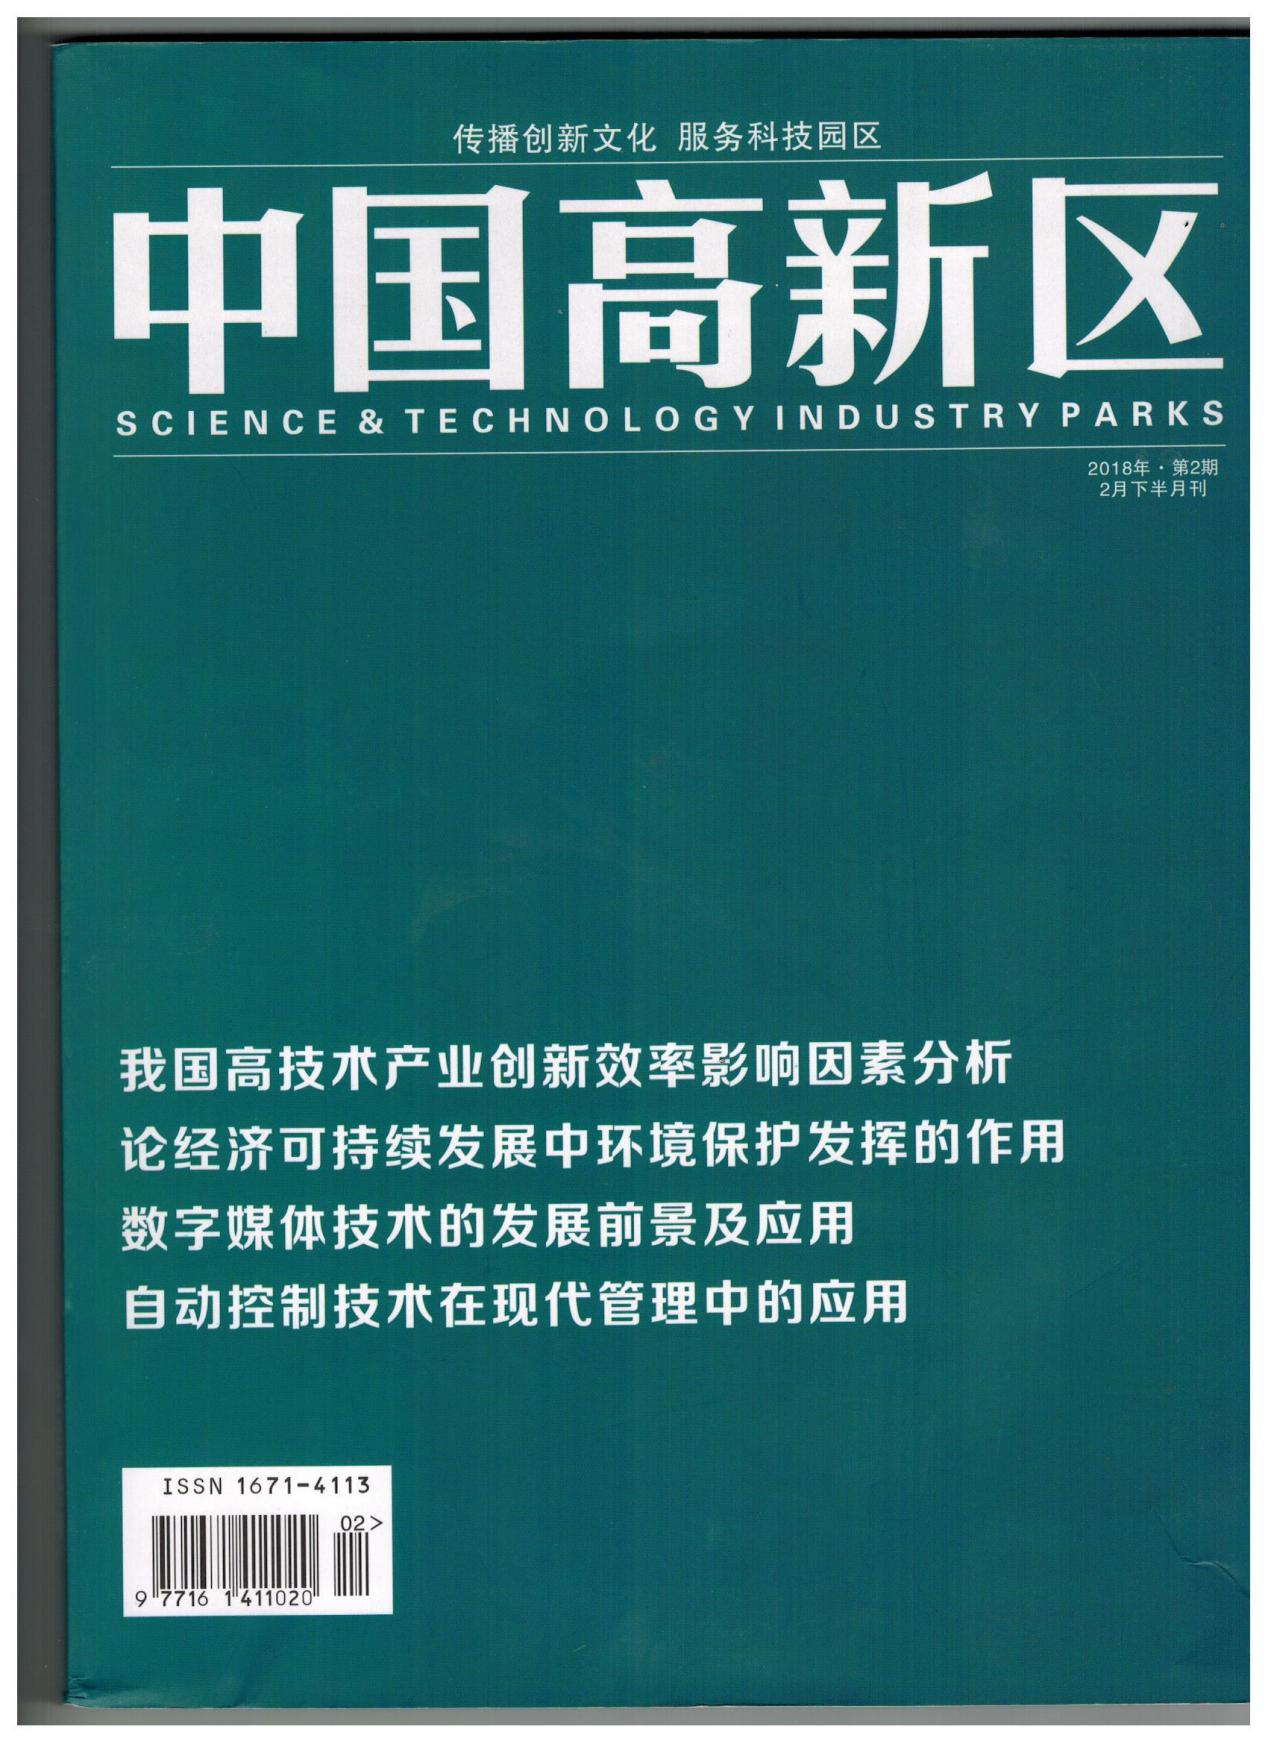 传播创新文化 服务科技园区
中国高新区
SCIENCE & TECHNOLOGY INDUSTRY PARKS
2018年·第2期
2月下半月刊
我国高技术产业创新效率影响因素分析
论经济可持续发展中环境保护发挥的作用
数字媒体技术的发展前景及应用
自动控制技术在现代管理中的应用
ISSN 1671-4113
02>
9 77161 411020